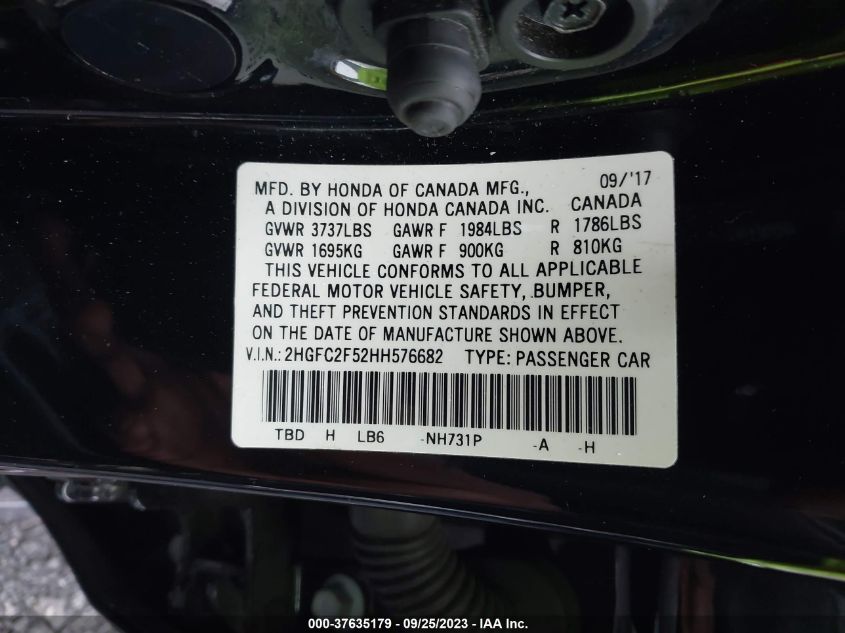 09/'17
MFD. BY HONDA OF CANADA MFG.,
A DIVISION OF HONDA CANADA INC. CANADA
GVWR 3737LBS GAWR F 1984LBS R 1786LBS
GVWR 1695KG GAWR F 900KG R 810KG
THIS VEHICLE CONFORMS TO ALL APPLICABLE
FEDERAL MOTOR VEHICLE SAFETY, BUMPER,
AND THEFT PREVENTION STANDARDS IN EFFECT
ON THE DATE OF MANUFACTURE SHOWN ABOVE.
V.I.N.: 2HGFC2F52HH576682 TYPE: PASSENGER CAR
TBD H LB6 -NH731P -A -H
000-37635179 - 09/25/2023 - IAA Inc.